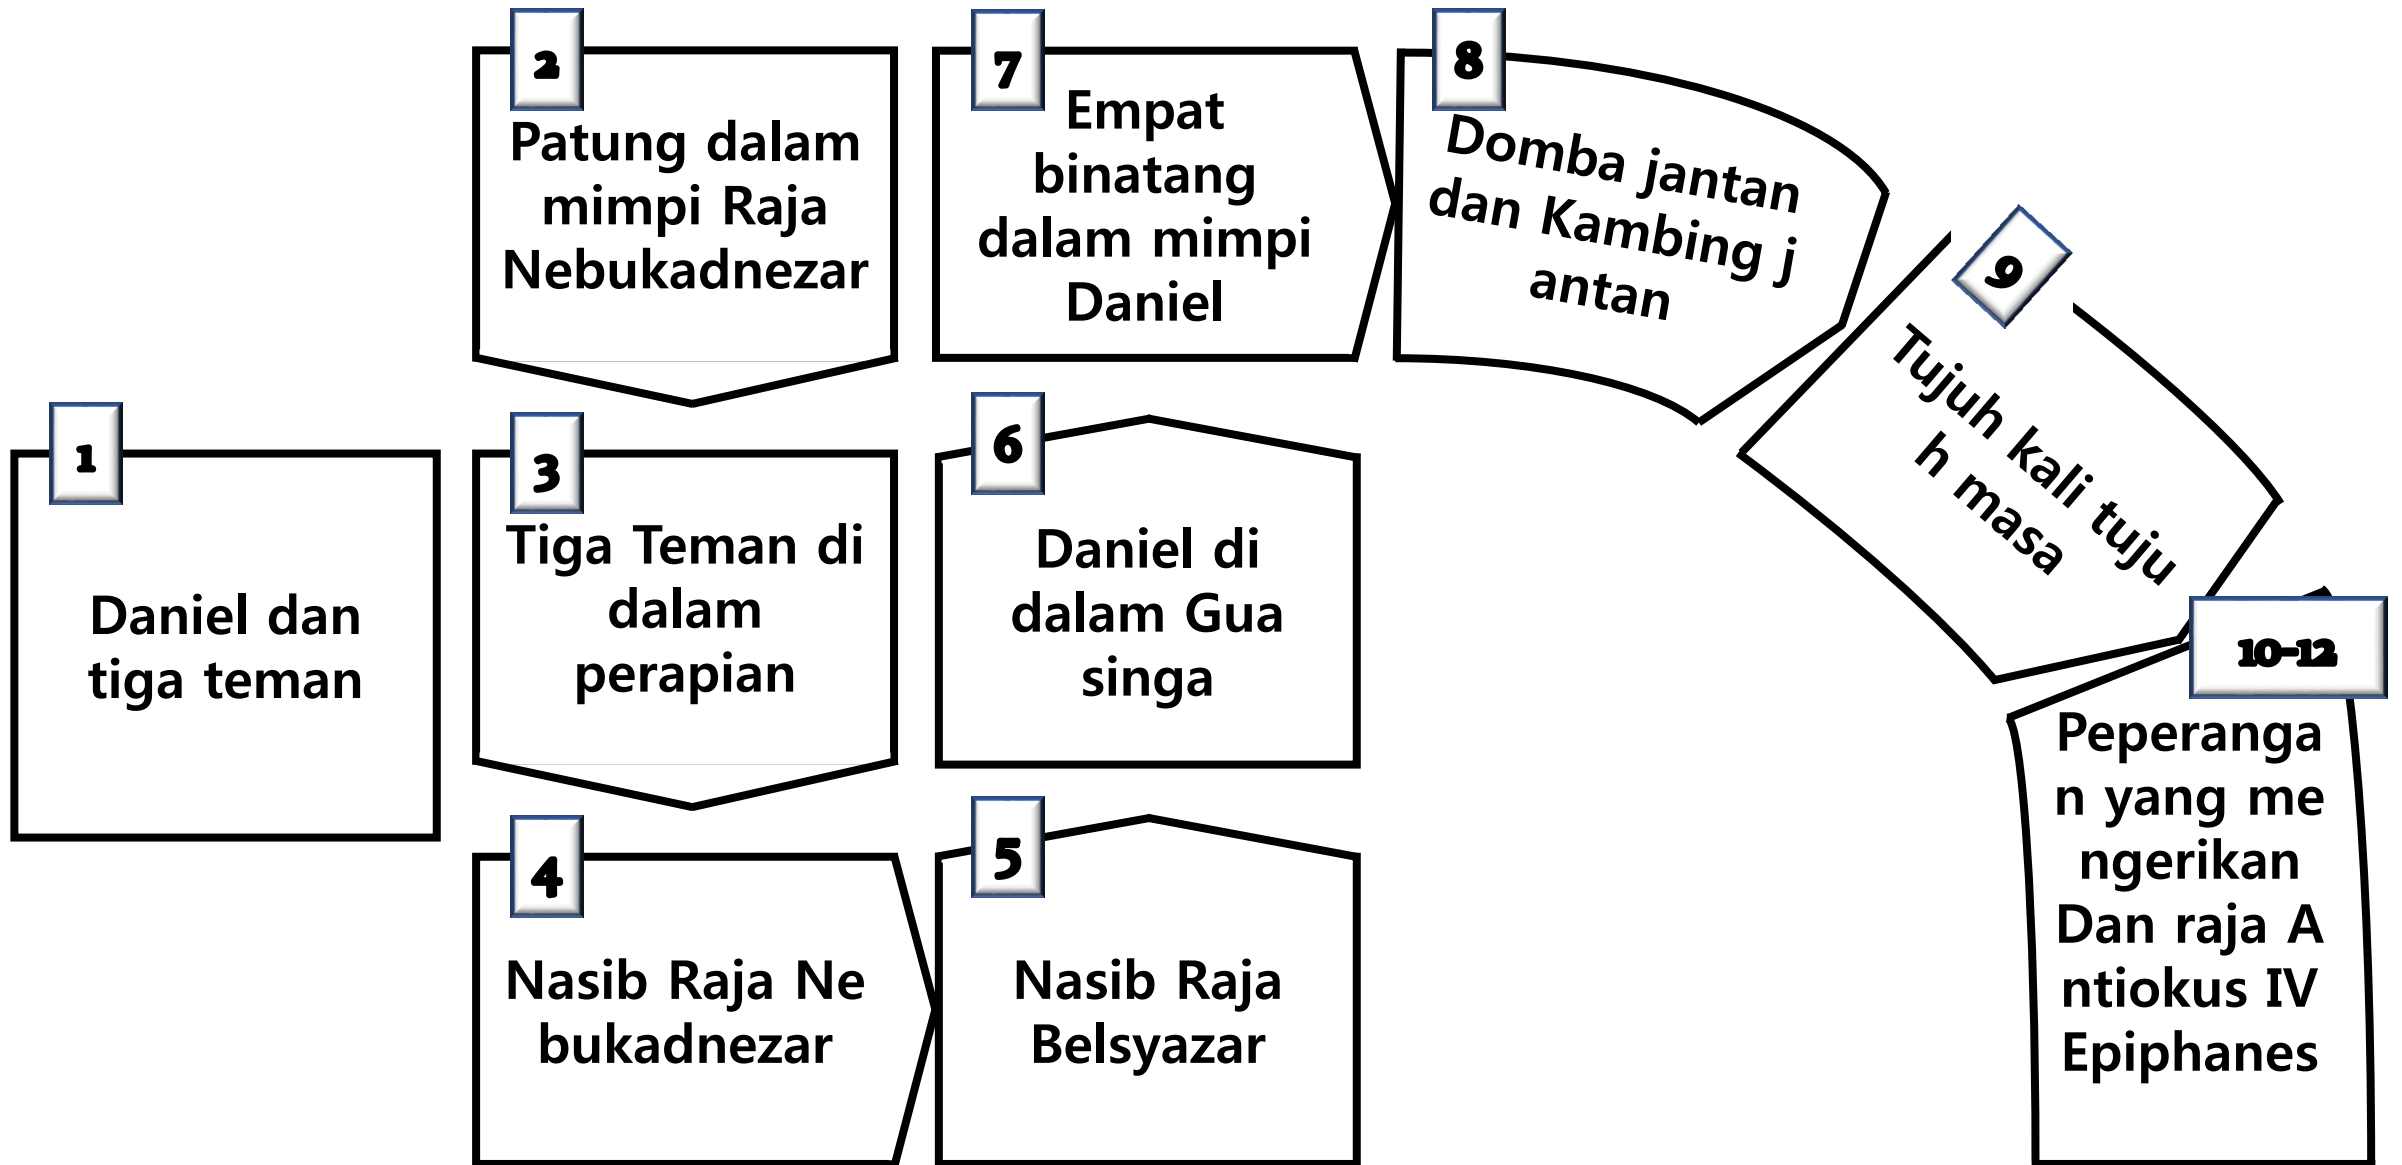 1
Daniel dan
tiga teman
2
Patung dalam
mimpi Raja
Nebukadnezar
3
Tiga Teman di
dalam
perapian
4
Nasib Raja Ne
bukadnezar
5
Nasib Raja
Belsyazar
6
Daniel di
dalam Gua
singa
7
Empat
binatang
dalam mimpi
Daniel
8
Domba jantan
dan Kambing j
antan
9
Tujuh kali tuju
h masa
10-12
Peperanga
n yang me
ngerikan
Dan raja A
ntiokus IV
Epiphanes